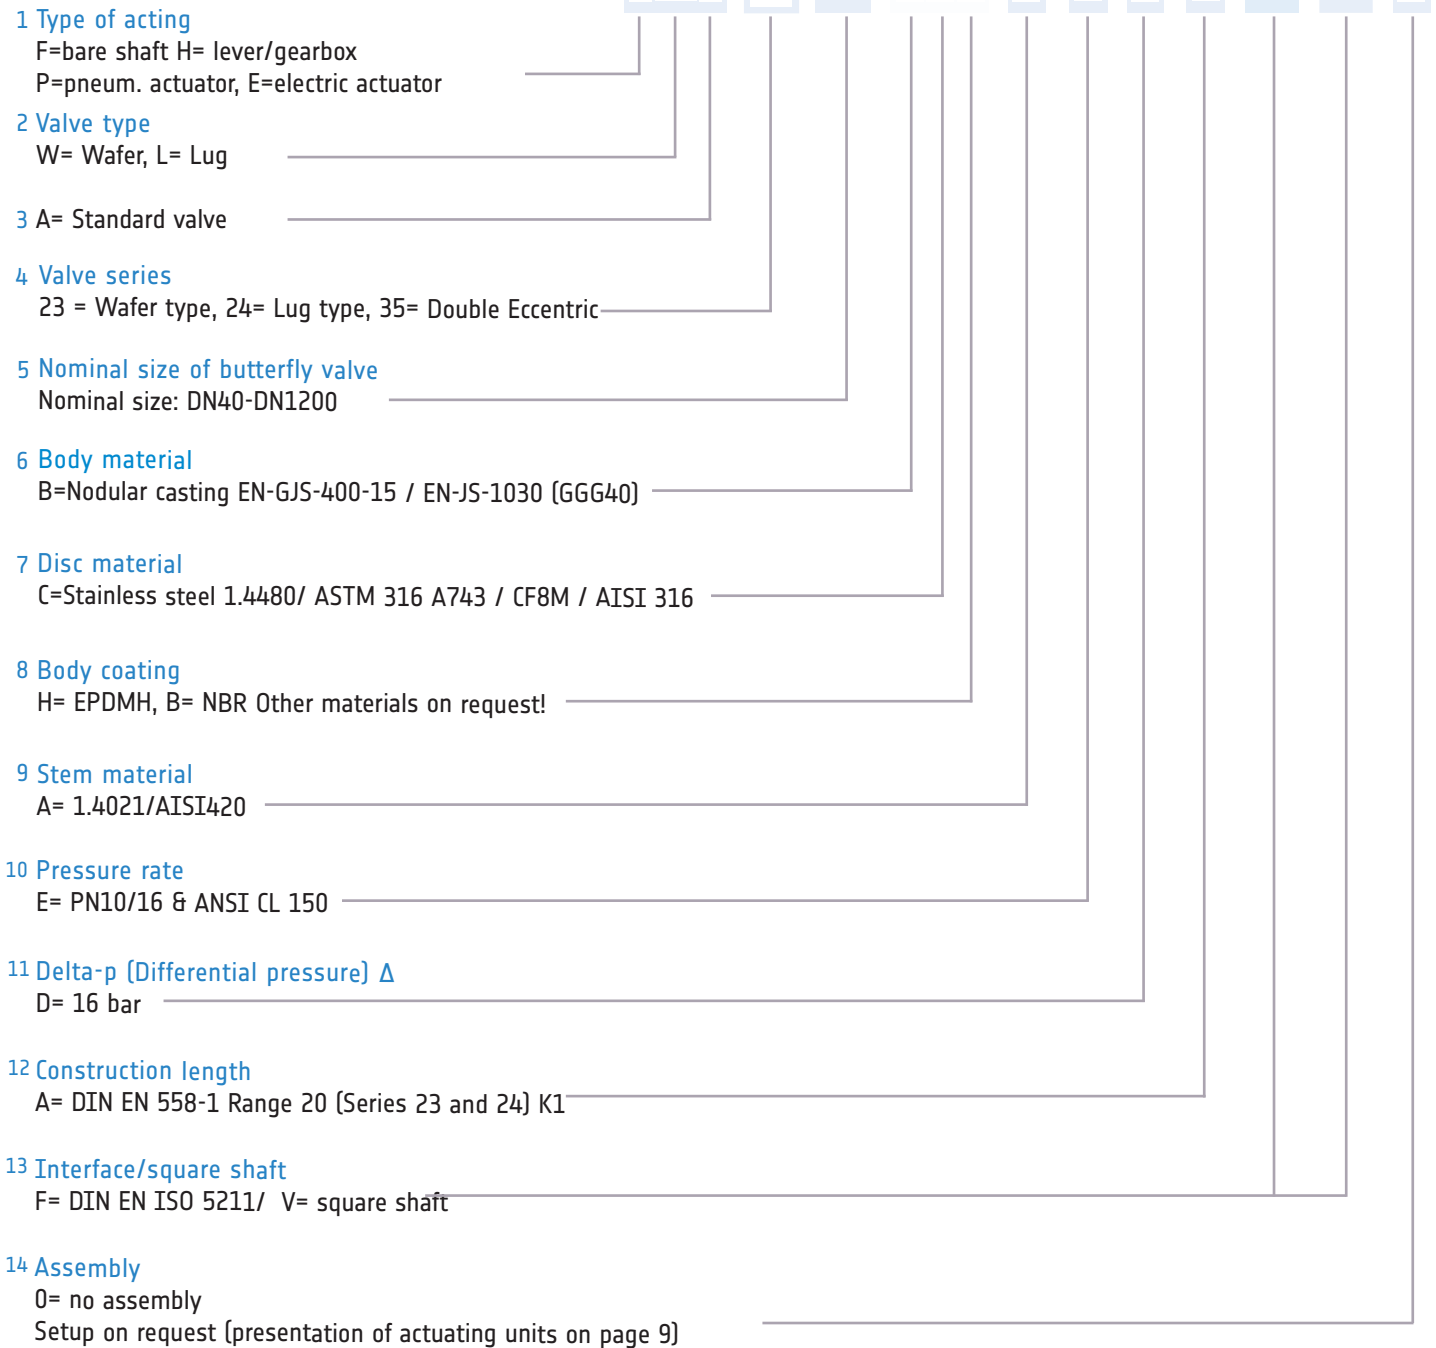 1 Type of acting
F=bare shaft H= lever/gearbox
P=pneum. actuator, E=electric actuator
2 Valve type
W= Wafer, L= Lug
3 A= Standard valve
4 Valve series
23 = Wafer type, 24= Lug type, 35= Double Eccentric
5 Nominal size of butterfly valve
Nominal size: DN40-DN1200
6 Body material
B=Nodular casting EN-GJS-400-15 / EN-JS-1030 (GGG40)
7 Disc material
C=Stainless steel 1.4480/ ASTM 316 A743 / CF8M / AISI 316
8 Body coating
H= EPDMH, B= NBR Other materials on request!
9 Stem material
A= 1.4021/AISI420
10 Pressure rate
E= PN10/16 & ANSI CL 150
11 Delta-p (Differential pressure) Δ
D= 16 bar
12 Construction length
A= DIN EN 558-1 Range 20 (Series 23 and 24) K1
13 Interface/square shaft
F= DIN EN ISO 5211/ V= square shaft
14 Assembly
0= no assembly
Setup on request (presentation of actuating units on page 9)